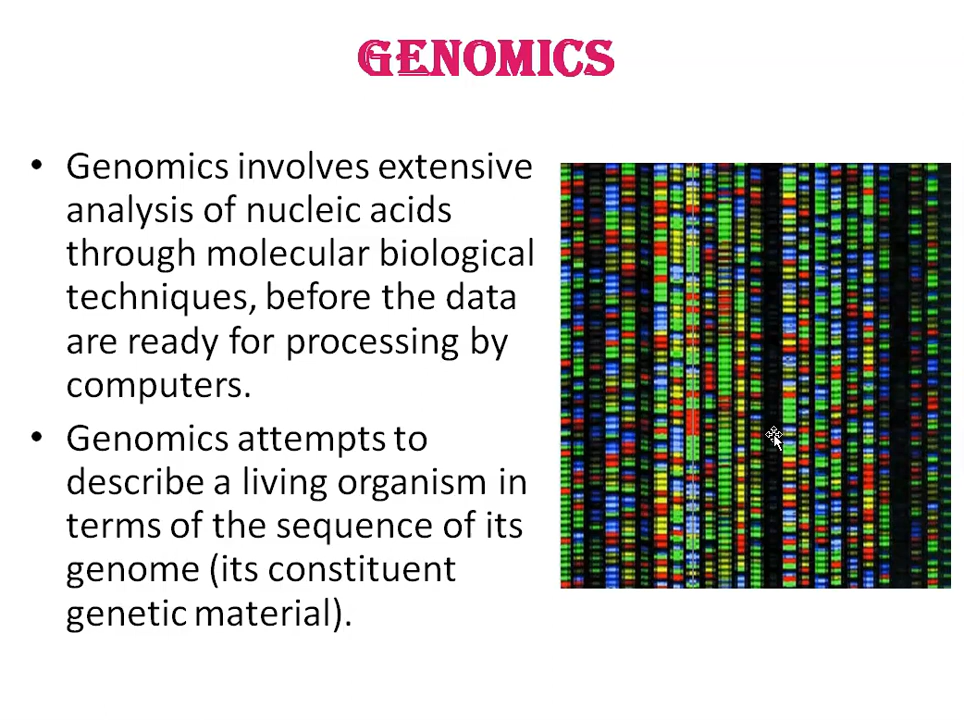 GENOMICS
• Genomics involves extensive
analysis of nucleic acids
through molecular biological
techniques, before the data
are ready for processing by
computers.
• Genomics attempts to
describe a living organism in
terms of the sequence of its
genome (its constituent
genetic material).